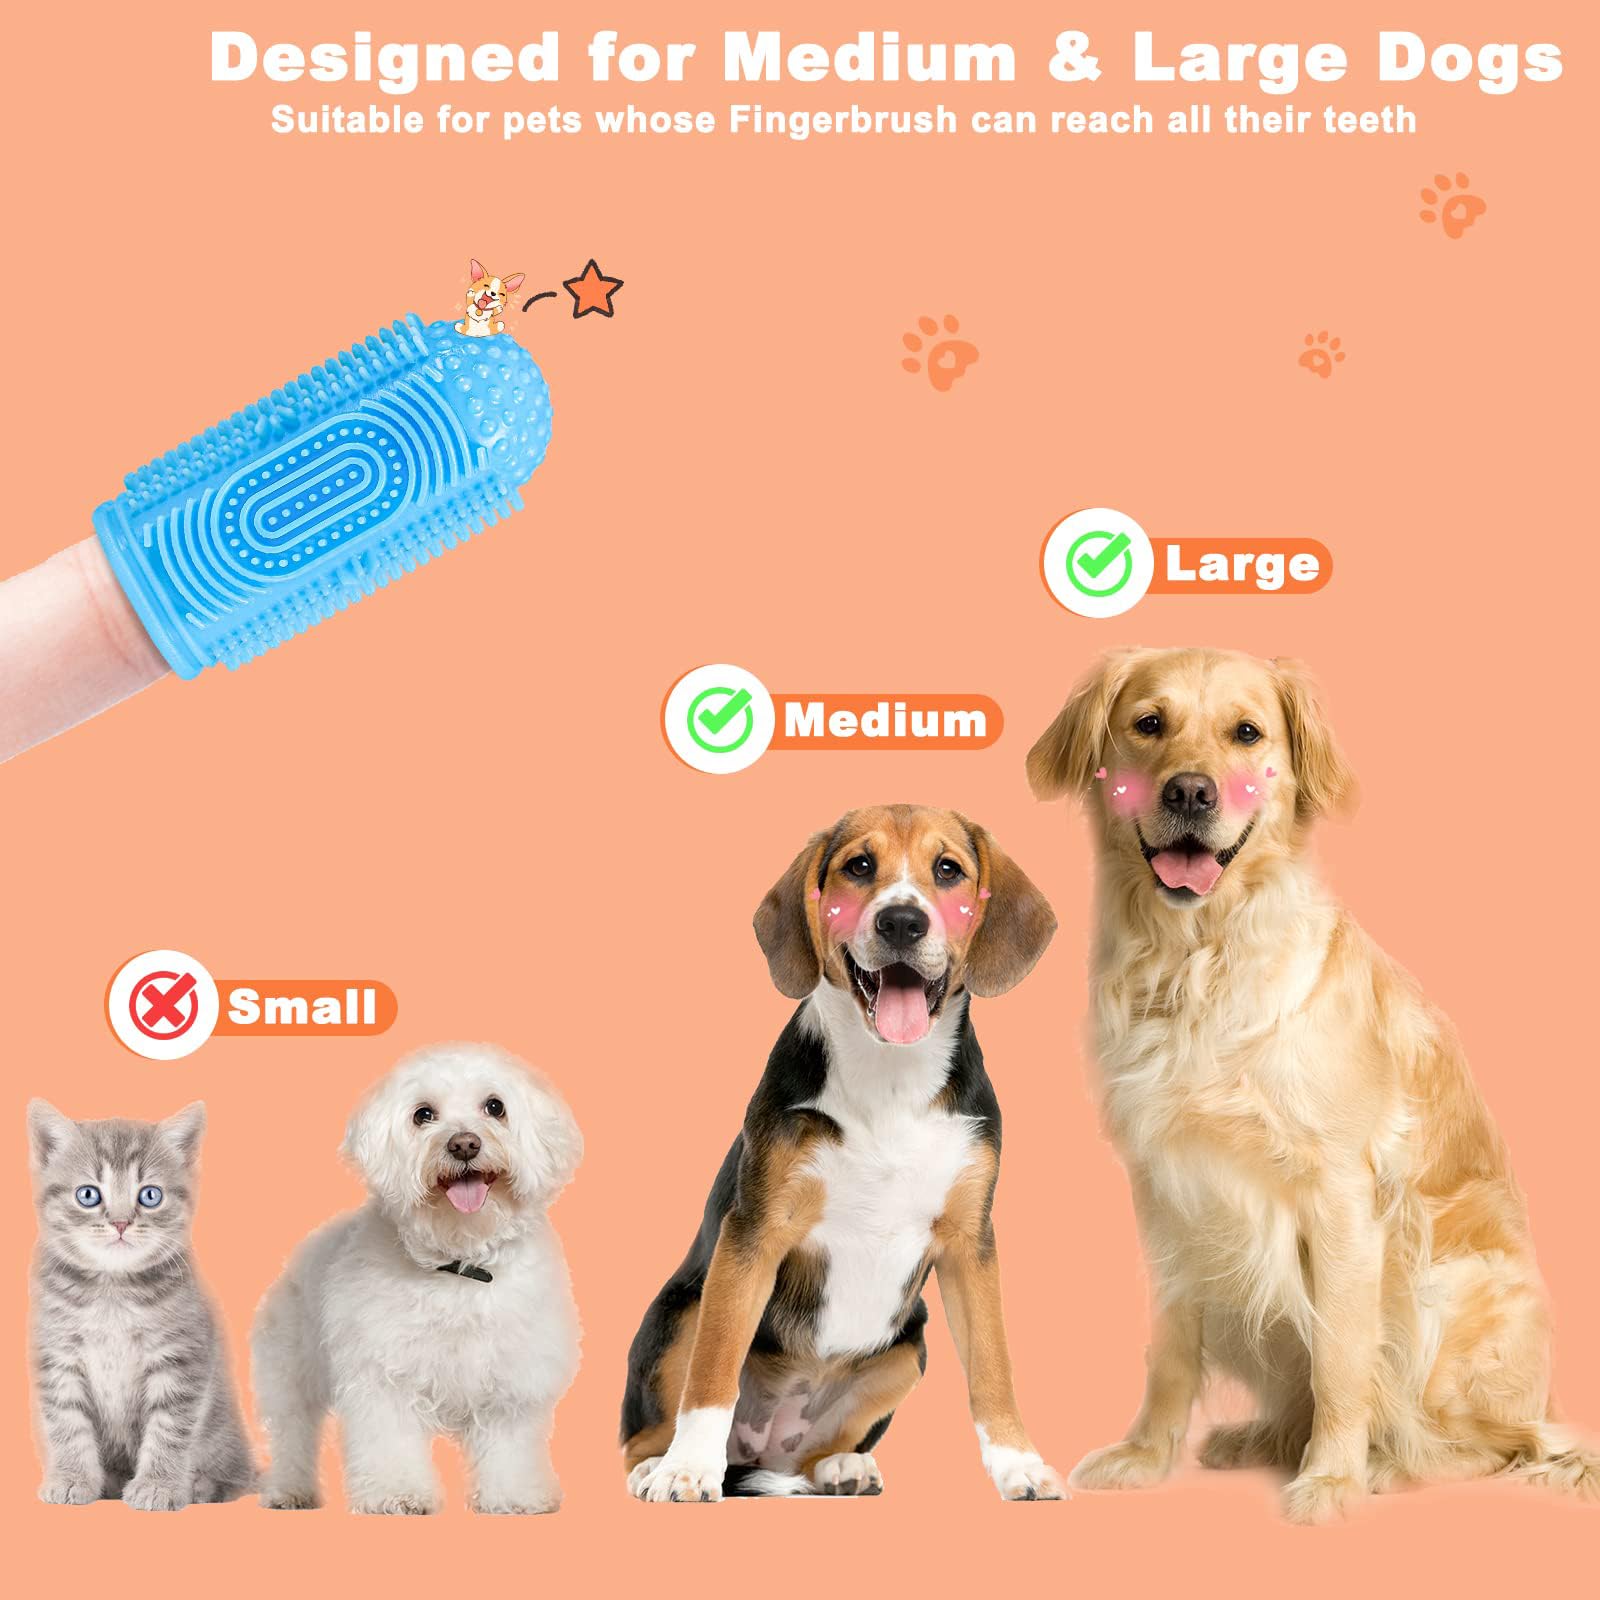 Designed for Medium & Large Dogs
Suitable for pets whose Fingerbrush can reach all their teeth
Large
Medium
Small